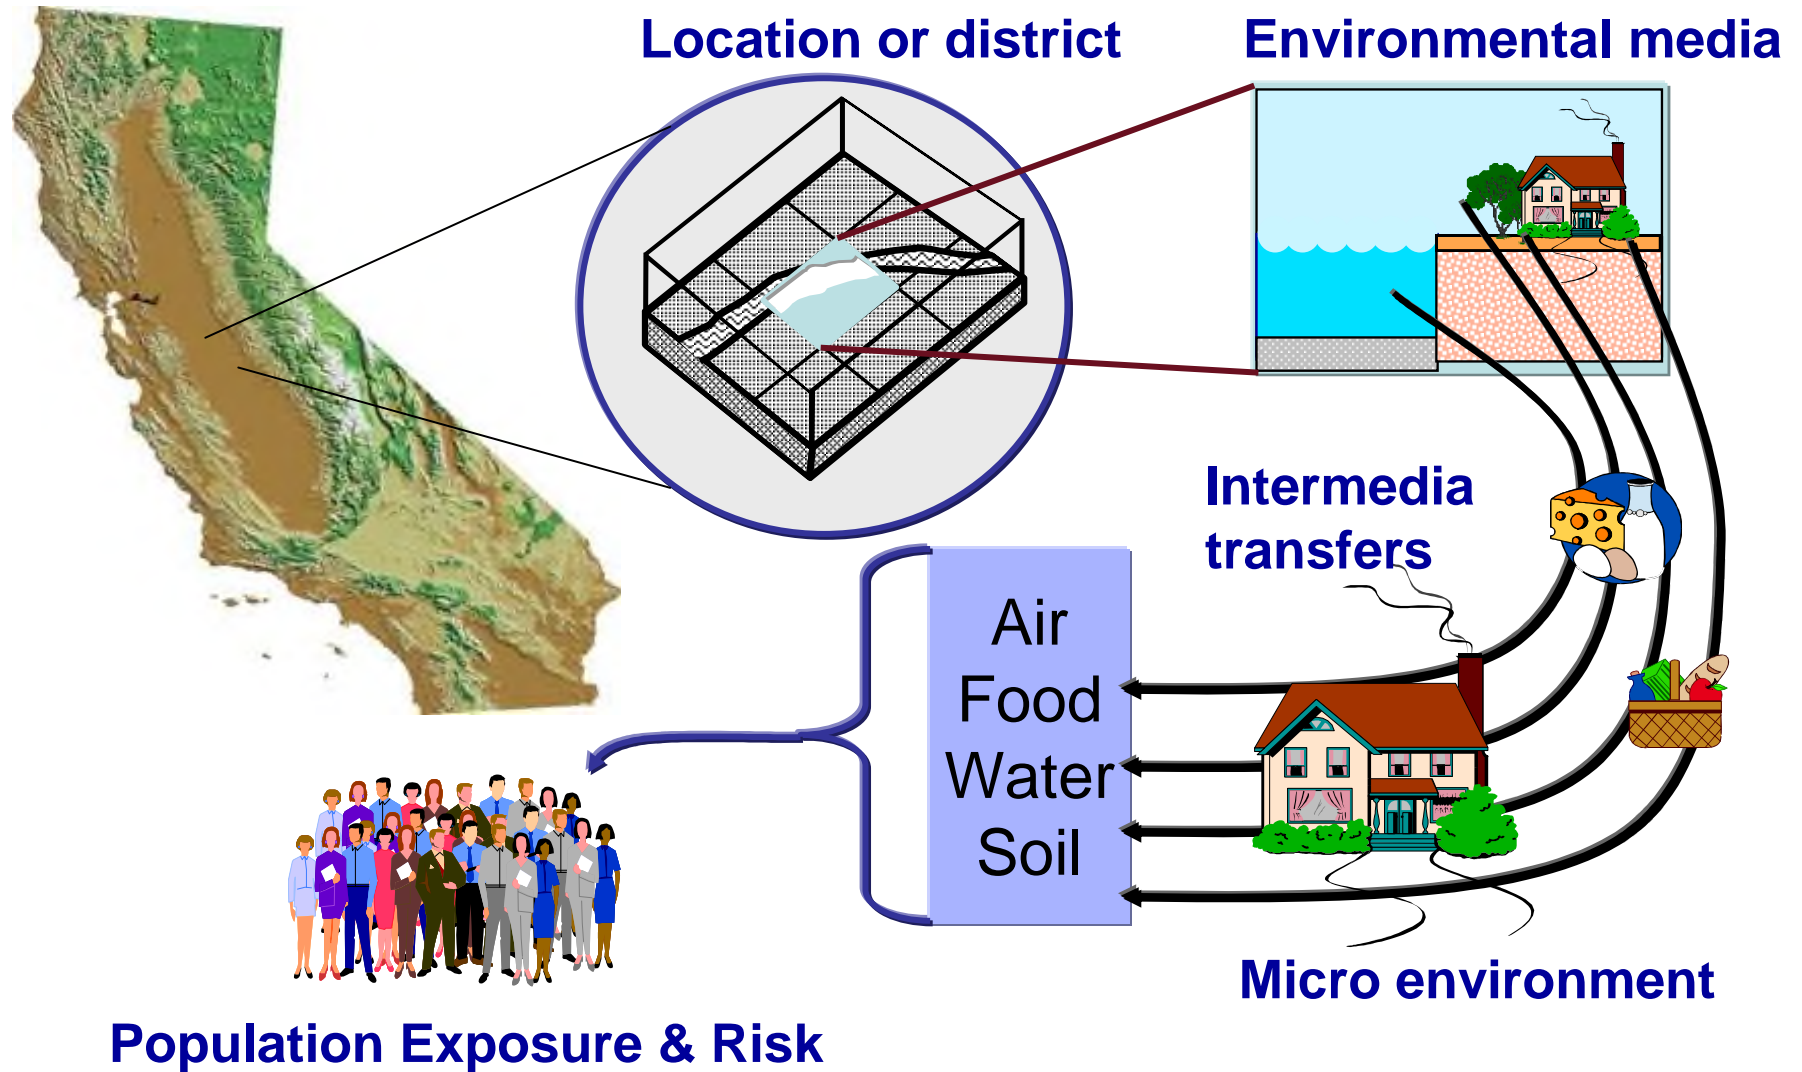 Location or district
Environmental media
Intermedia
transfers
Air
Food
Water
Soil
Micro environment
Population Exposure & Risk